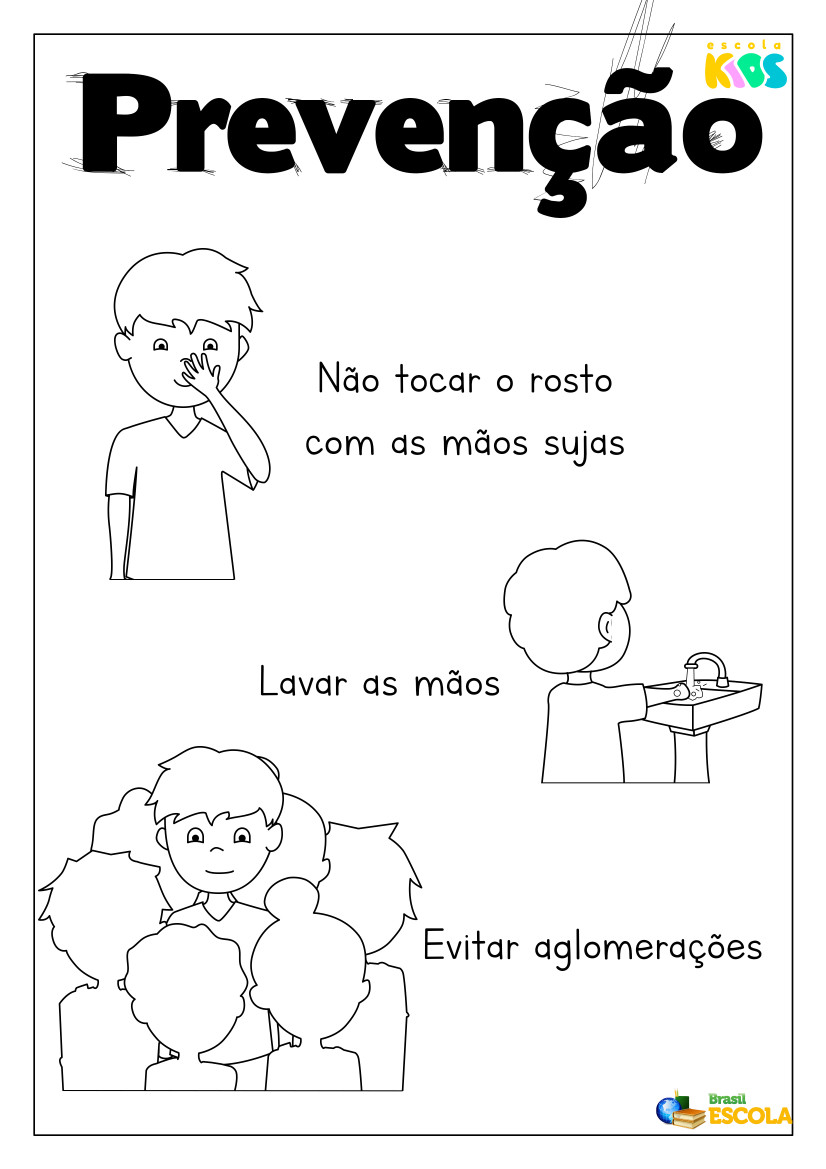 escola
KIDS
Prevenção
Não tocar o rosto
com as mãos sujas
Lavar as mãos
Evitar aglomerações
Brasil
ESCOLA